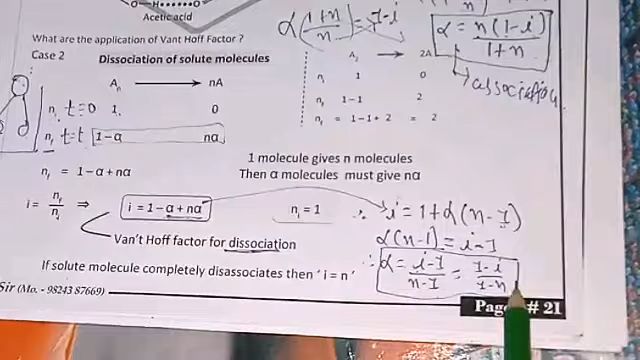 O—H•••••••O
Acetic acid
What are the application of Vant Hoff Factor ?
Case 2 Dissociation of solute molecules
Aₙ ⟶ nA
nᵢ t=0 1 0
n_f t=t 1-α nα
n_f = 1 - α + nα
i = n_f/nᵢ ⇒ i = 1 - α + nα nᵢ = 1
Van't Hoff factor for dissociation
If solute molecule completely disassociates then ' i = n'
Sir (Mo. - 98243 87669)
α(1+n/n) = 1-i
α = n(1-i)/1+n
association
A₂ ⟶ 2A
nᵢ 1 0
n_f 1-1 2
n_f = 1-1+2 = 2
1 molecule gives n molecules
Then α molecules must give nα
∴ i = 1+α(n-1)
α(n-1) = i-1
∴ α = i-1/n-1 = 1-i/1-n
# 21